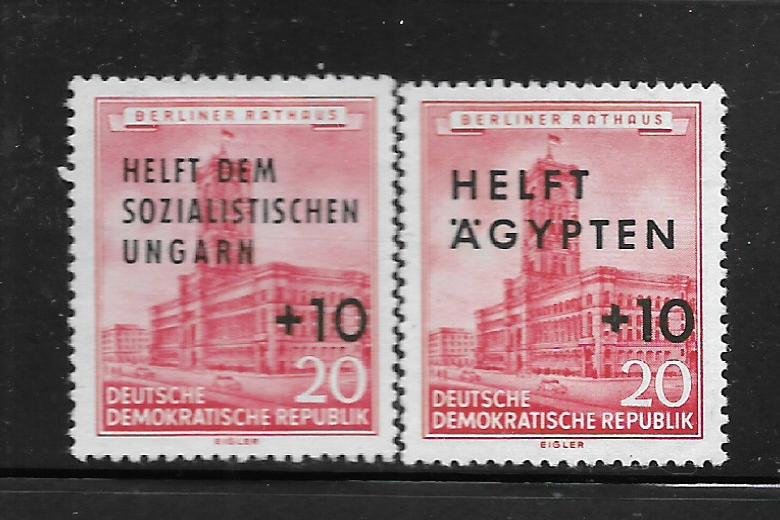 BERLINER RATHAUS
HELFT DEM
SOZIALISTISCHEN
UNGARN
+10
20
DEUTSCHE
DEMOKRATISCHE REPUBLIK
EIGLER
BERLINER RATHAUS
HELFT
ÄGYPTEN
+10
20
DEUTSCHE
DEMOKRATISCHE REPUBLIK
EIGLER